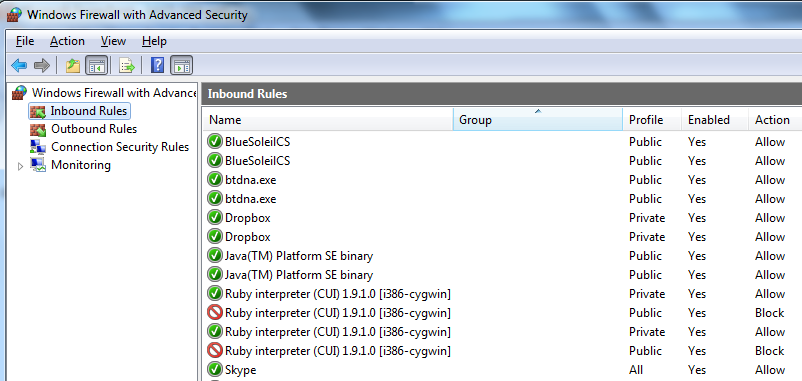 Windows Firewall with Advanced Security
File Action View Help
Windows Firewall with Advance
Inbound Rules
Outbound Rules
Connection Security Rules
Monitoring
Inbound Rules
Name Group Profile Enabled Action
BlueSoleilCS Public Yes Allow
BlueSoleilCS Public Yes Allow
btdna.exe Public Yes Allow
btdna.exe Public Yes Allow
Dropbox Private Yes Allow
Dropbox Private Yes Allow
Java(TM) Platform SE binary Public Yes Allow
Java(TM) Platform SE binary Public Yes Allow
Ruby interpreter (CUI) 1.9.1.0 [i386-cygwin] Private Yes Allow
Ruby interpreter (CUI) 1.9.1.0 [i386-cygwin] Public Yes Block
Ruby interpreter (CUI) 1.9.1.0 [i386-cygwin] Private Yes Allow
Ruby interpreter (CUI) 1.9.1.0 [i386-cygwin] Public Yes Block
Skype All Yes Allow